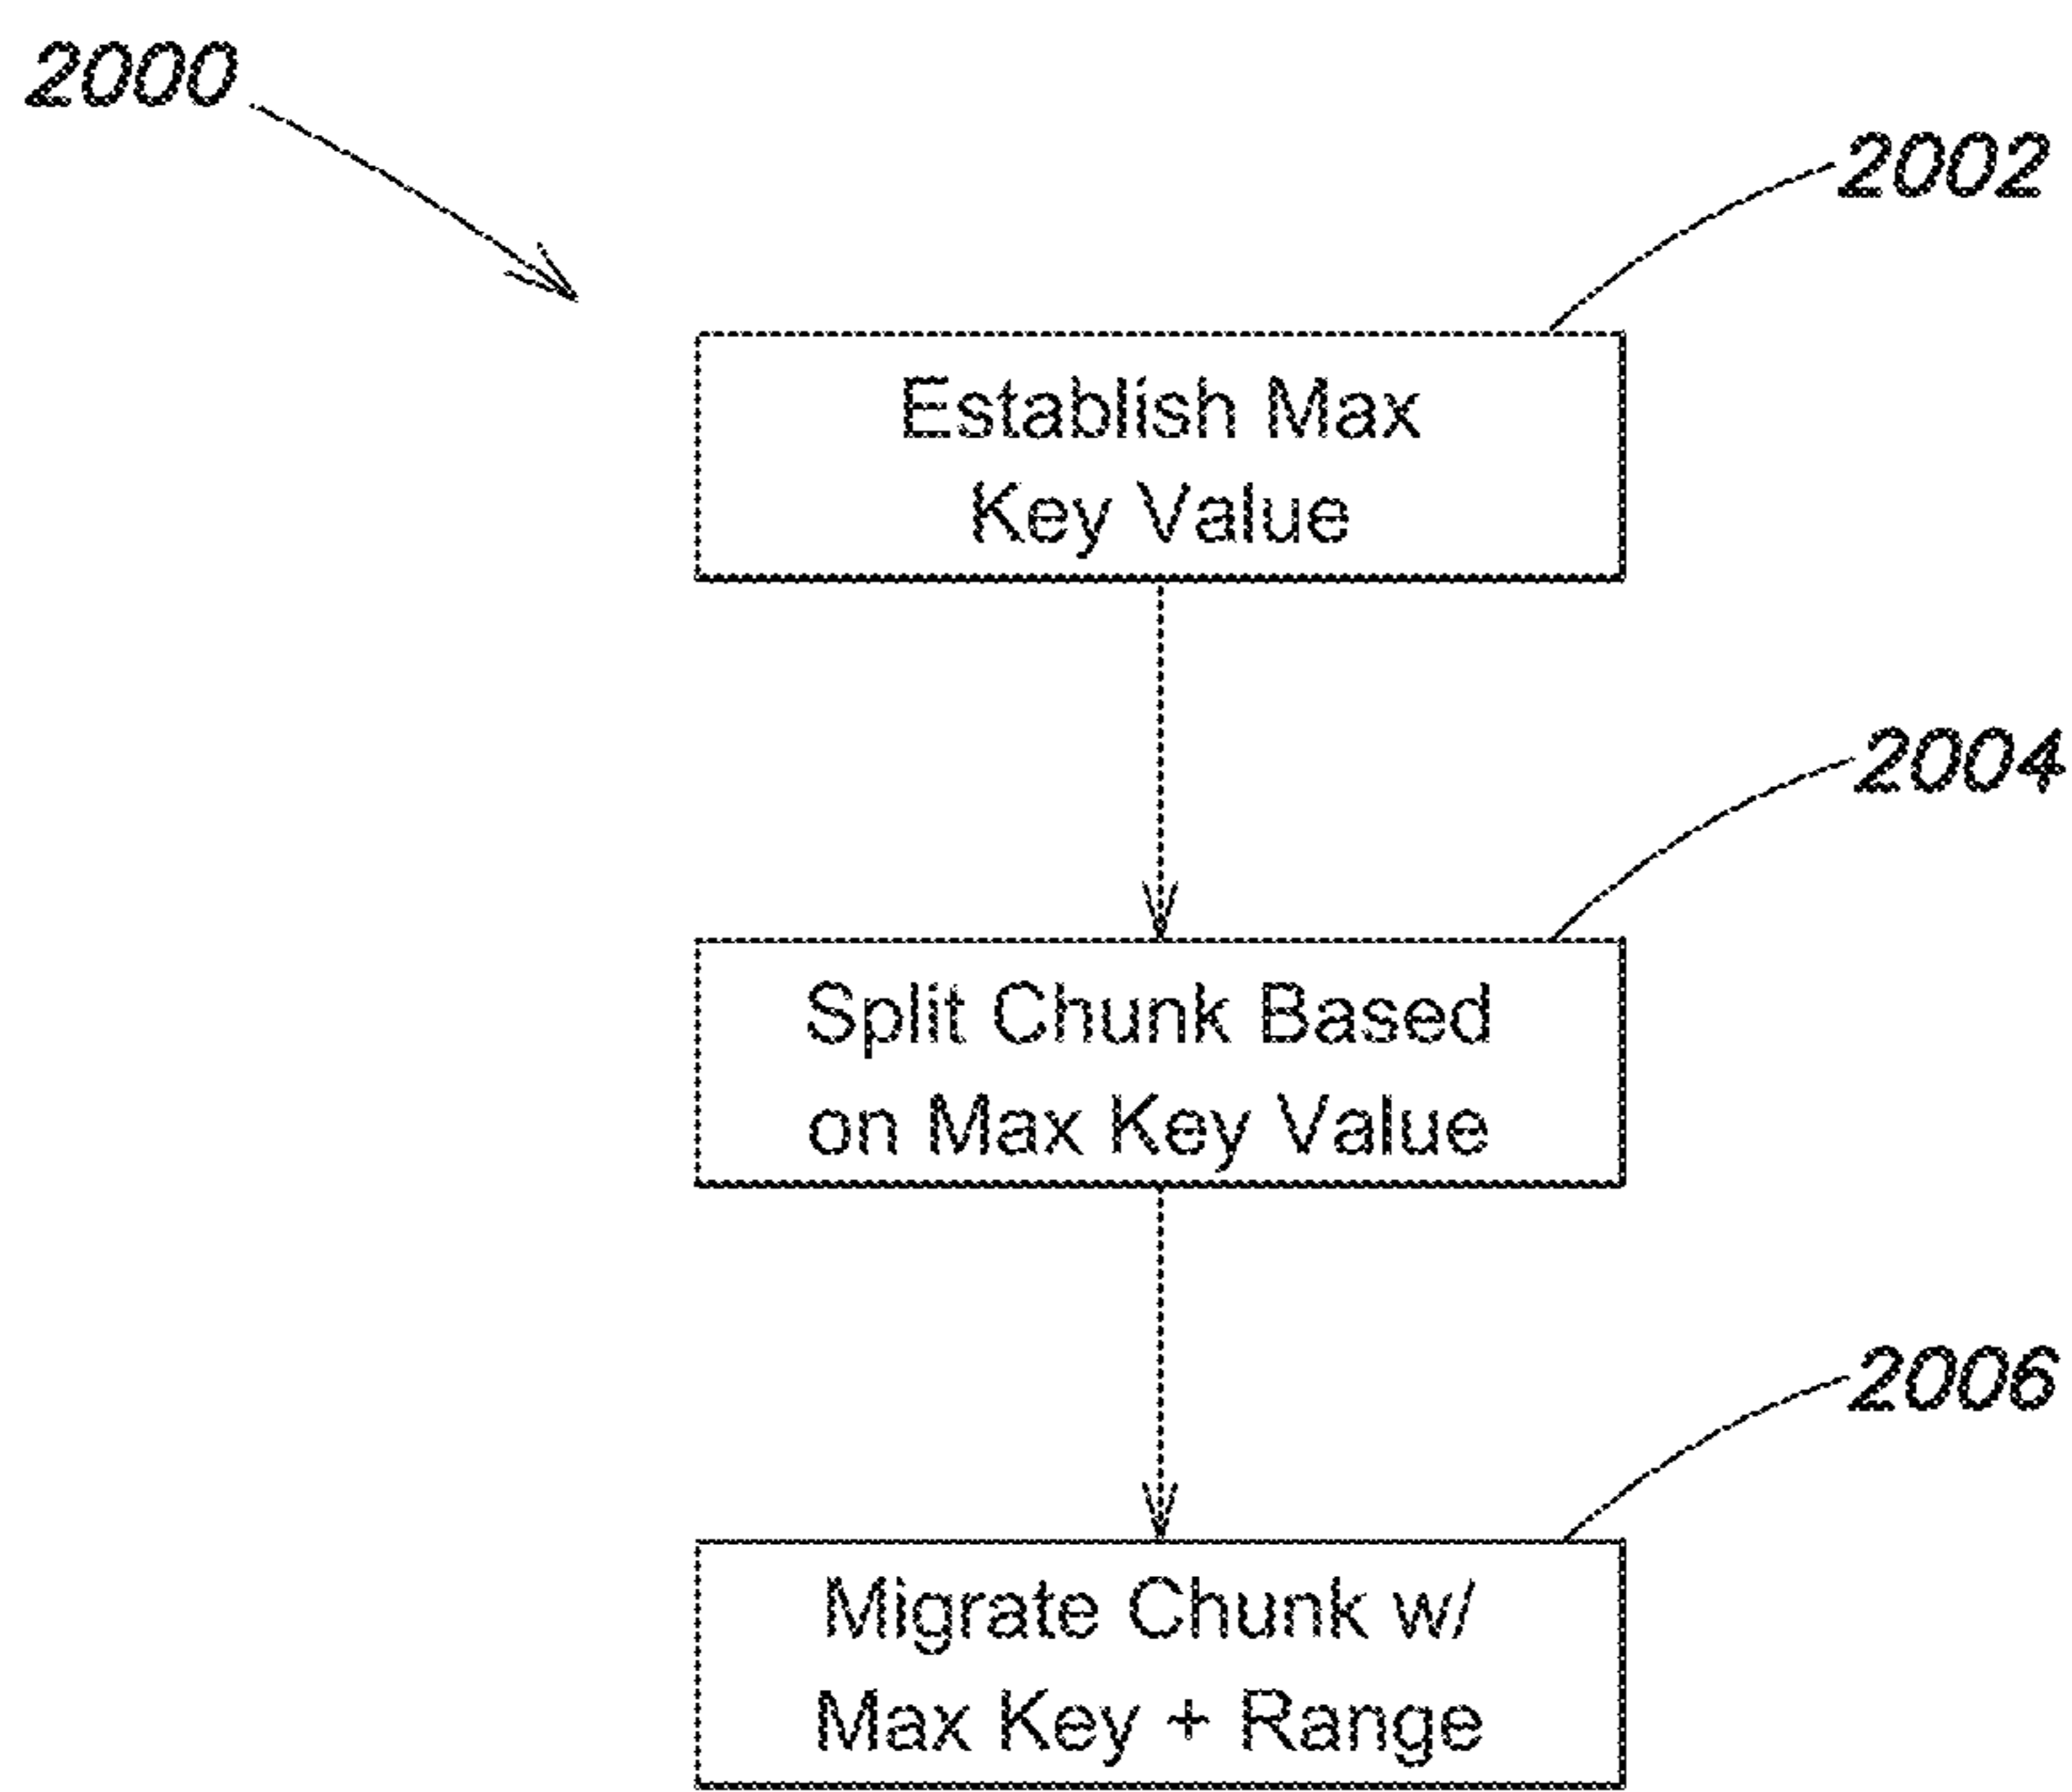 2000
2002
Establish Max
Key Value
2004
Split Chunk Based
on Max Key Value
2006
Migrate Chunk w/
Max Key + Range